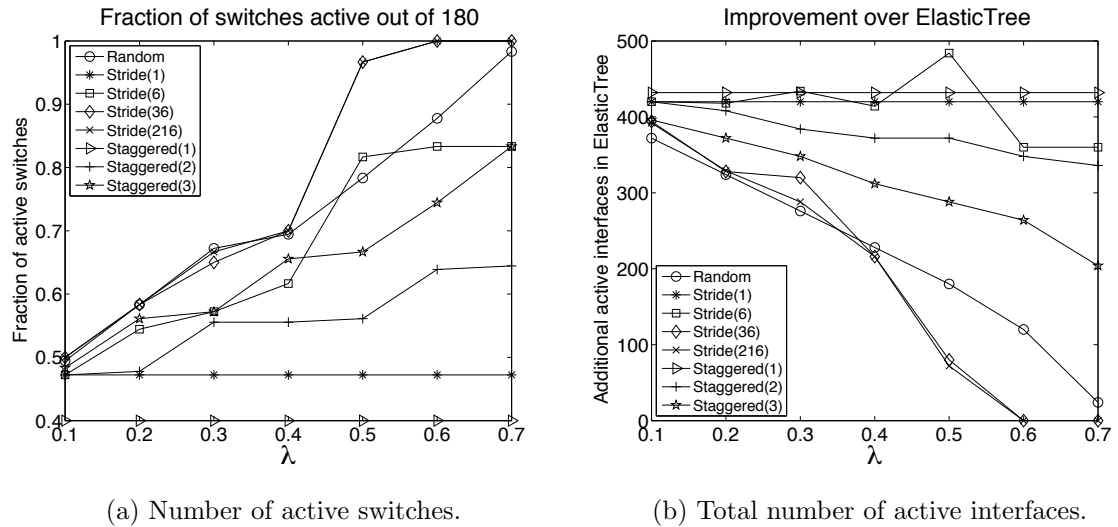 Fraction of switches active out of 180
1
0.9
0.8
0.7
0.6
0.5
0.4
0.1 0.2 0.3 0.4 0.5 0.6 0.7
Fraction of active switches
λ
Random
Stride(1)
Stride(6)
Stride(36)
Stride(216)
Staggered(1)
Staggered(2)
Staggered(3)
(a) Number of active switches.
Improvement over ElasticTree
500
400
300
200
100
0
0.1 0.2 0.3 0.4 0.5 0.6 0.7
Additional active interfaces in ElasticTree
λ
Random
Stride(1)
Stride(6)
Stride(36)
Stride(216)
Staggered(1)
Staggered(2)
Staggered(3)
(b) Total number of active interfaces.